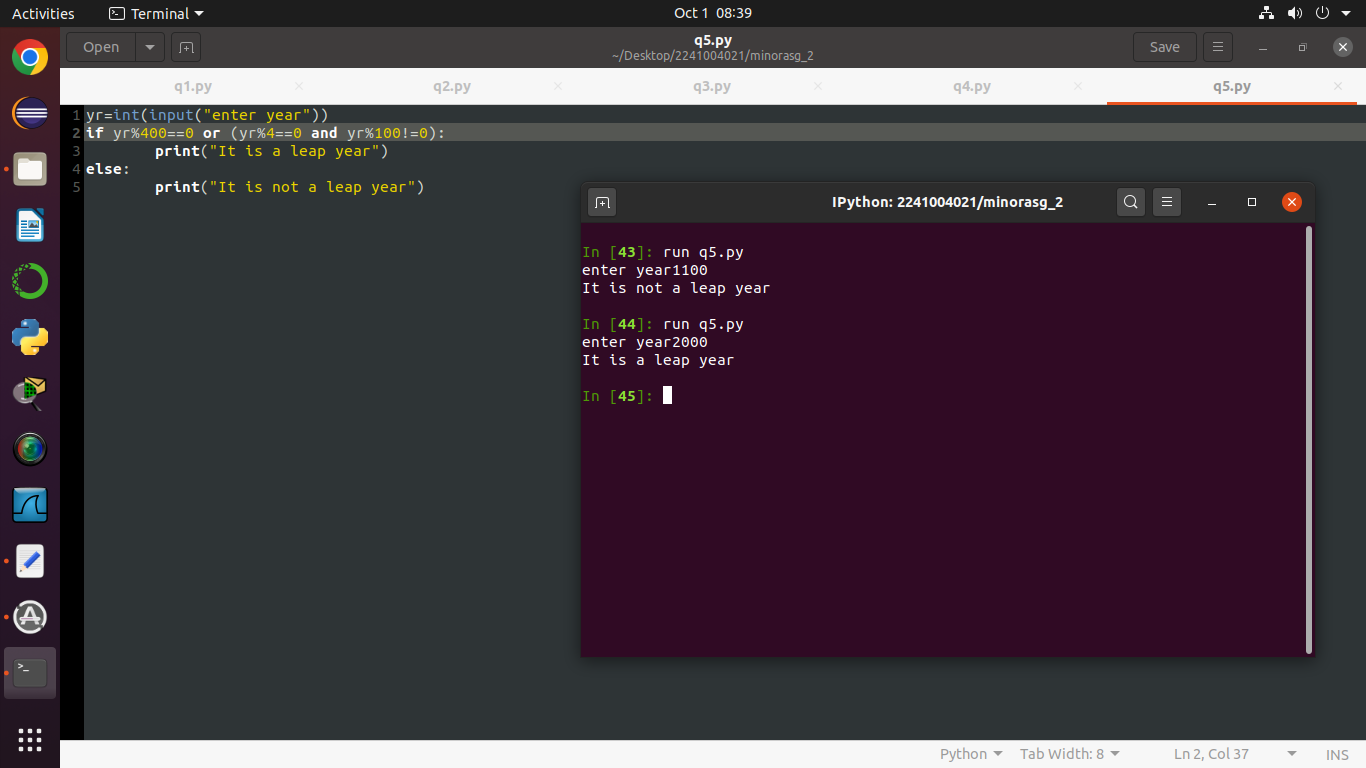 Activities
Terminal
Oct 1 08:39
Open
q5.py
~/Desktop/2241004021/minorasg_2
Save
q1.py
q2.py
q3.py
q4.py
q5.py
1 yr=int(input("enter year"))
2 if yr%400==0 or (yr%4==0 and yr%100!=0):
3 print("It is a leap year")
4 else:
5 print("It is not a leap year")
IPython: 2241004021/minorasg_2
In [43]: run q5.py
enter year1100
It is not a leap year
In [44]: run q5.py
enter year2000
It is a leap year
In [45]:
Python
Tab Width: 8
Ln 2, Col 37
INS